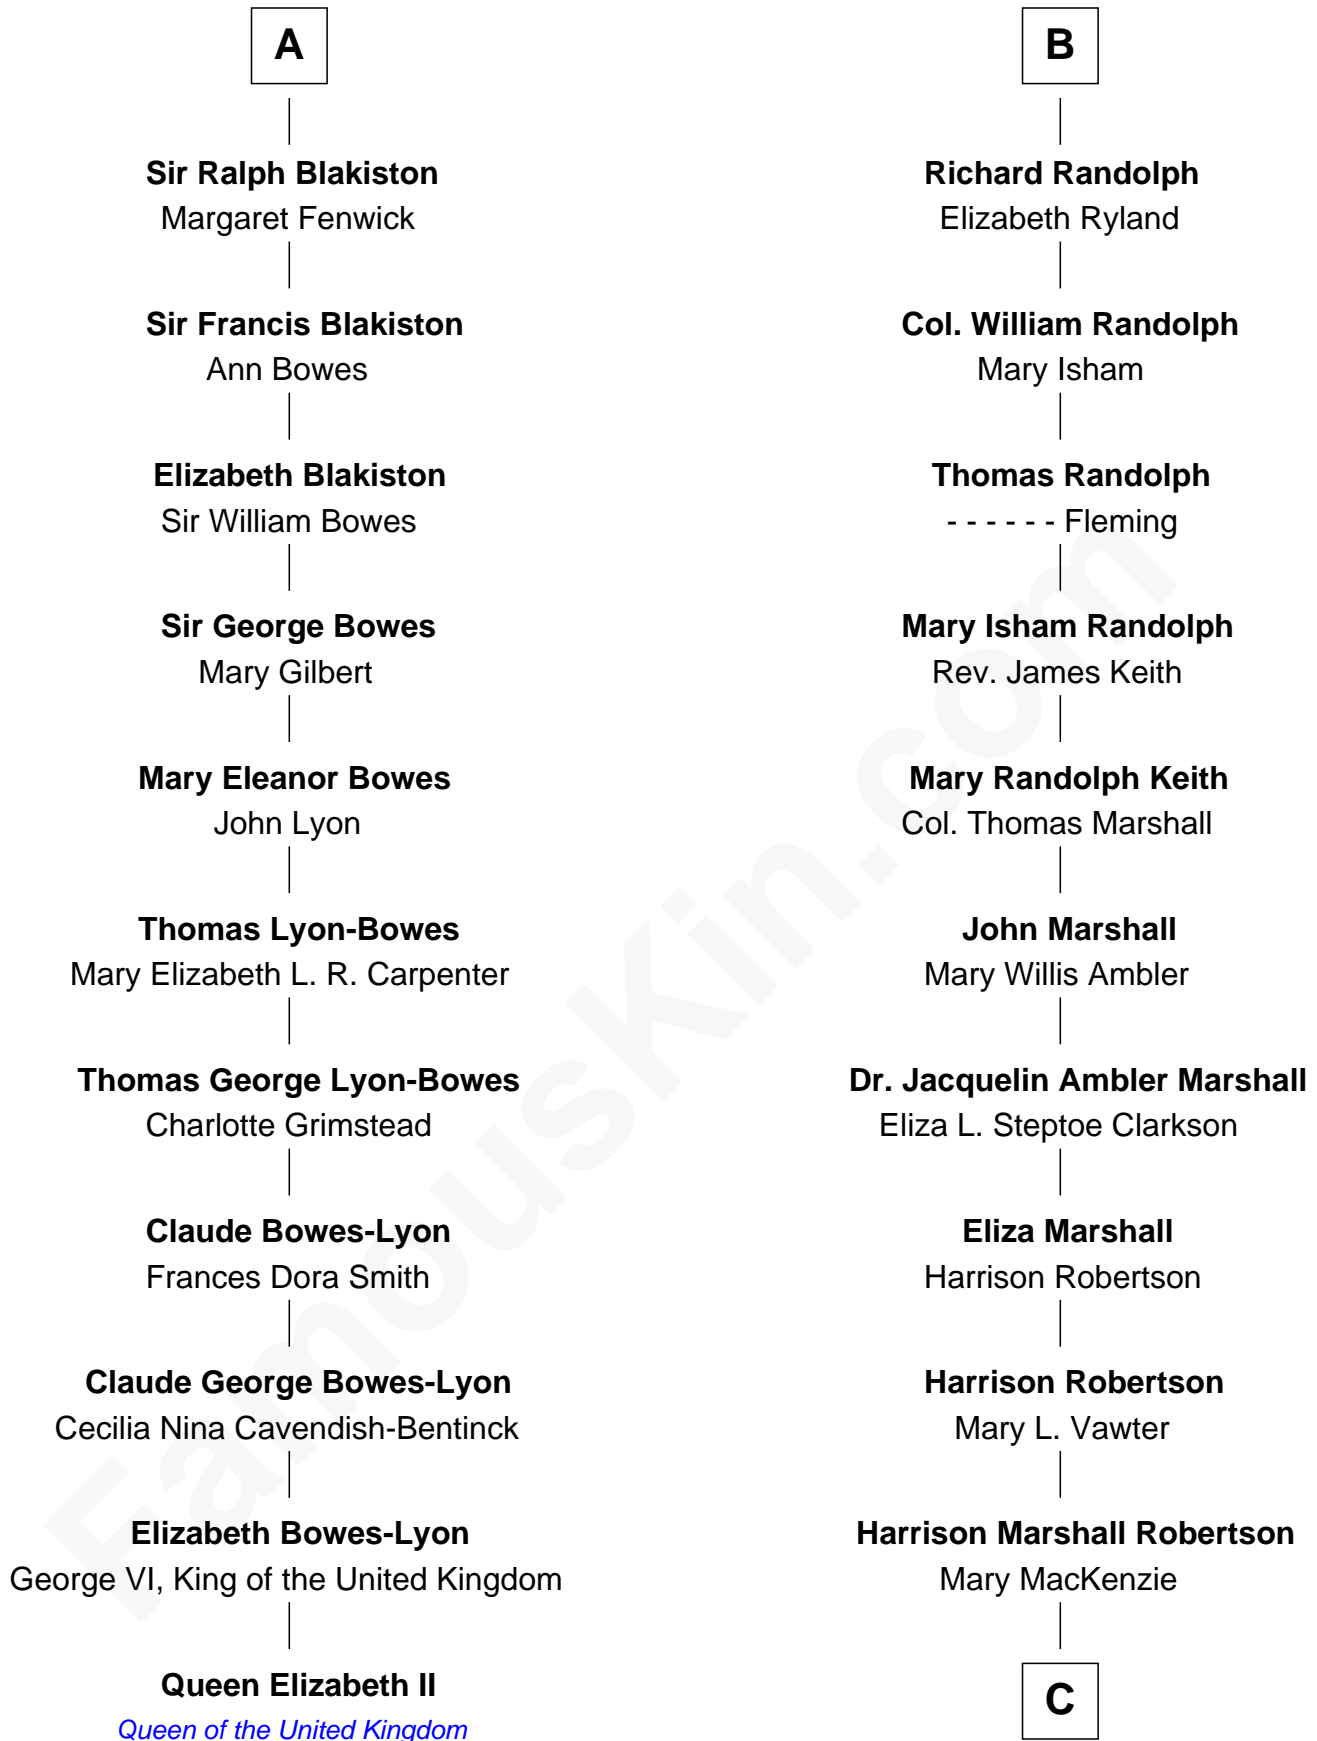 A
Sir Ralph Blakiston
Margaret Fenwick
Sir Francis Blakiston
Ann Bowes
Elizabeth Blakiston
Sir William Bowes
Sir George Bowes
Mary Gilbert
Mary Eleanor Bowes
John Lyon
Thomas Lyon-Bowes
Mary Elizabeth L. R. Carpenter
Thomas George Lyon-Bowes
Charlotte Grimstead
Claude Bowes-Lyon
Frances Dora Smith
Claude George Bowes-Lyon
Cecilia Nina Cavendish-Bentinck
Elizabeth Bowes-Lyon
George VI, King of the United Kingdom
Queen Elizabeth II
Queen of the United Kingdom
B
Richard Randolph
Elizabeth Ryland
Col. William Randolph
Mary Isham
Thomas Randolph
- - - - - - Fleming
Mary Isham Randolph
Rev. James Keith
Mary Randolph Keith
Col. Thomas Marshall
John Marshall
Mary Willis Ambler
Dr. Jacquelin Ambler Marshall
Eliza L. Steptoe Clarkson
Eliza Marshall
Harrison Robertson
Harrison Robertson
Mary L. Vawter
Harrison Marshall Robertson
Mary MacKenzie
C
FamousKin.com